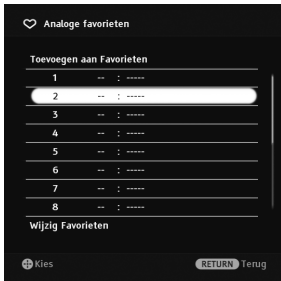 Analoge favorieten
Toevoegen aan Favorieten
1 -- : -----
2 -- : -----
3 -- : -----
4 -- : -----
5 -- : -----
6 -- : -----
7 -- : -----
8 -- : -----
Wijzig Favorieten
Kies RETURN Terug